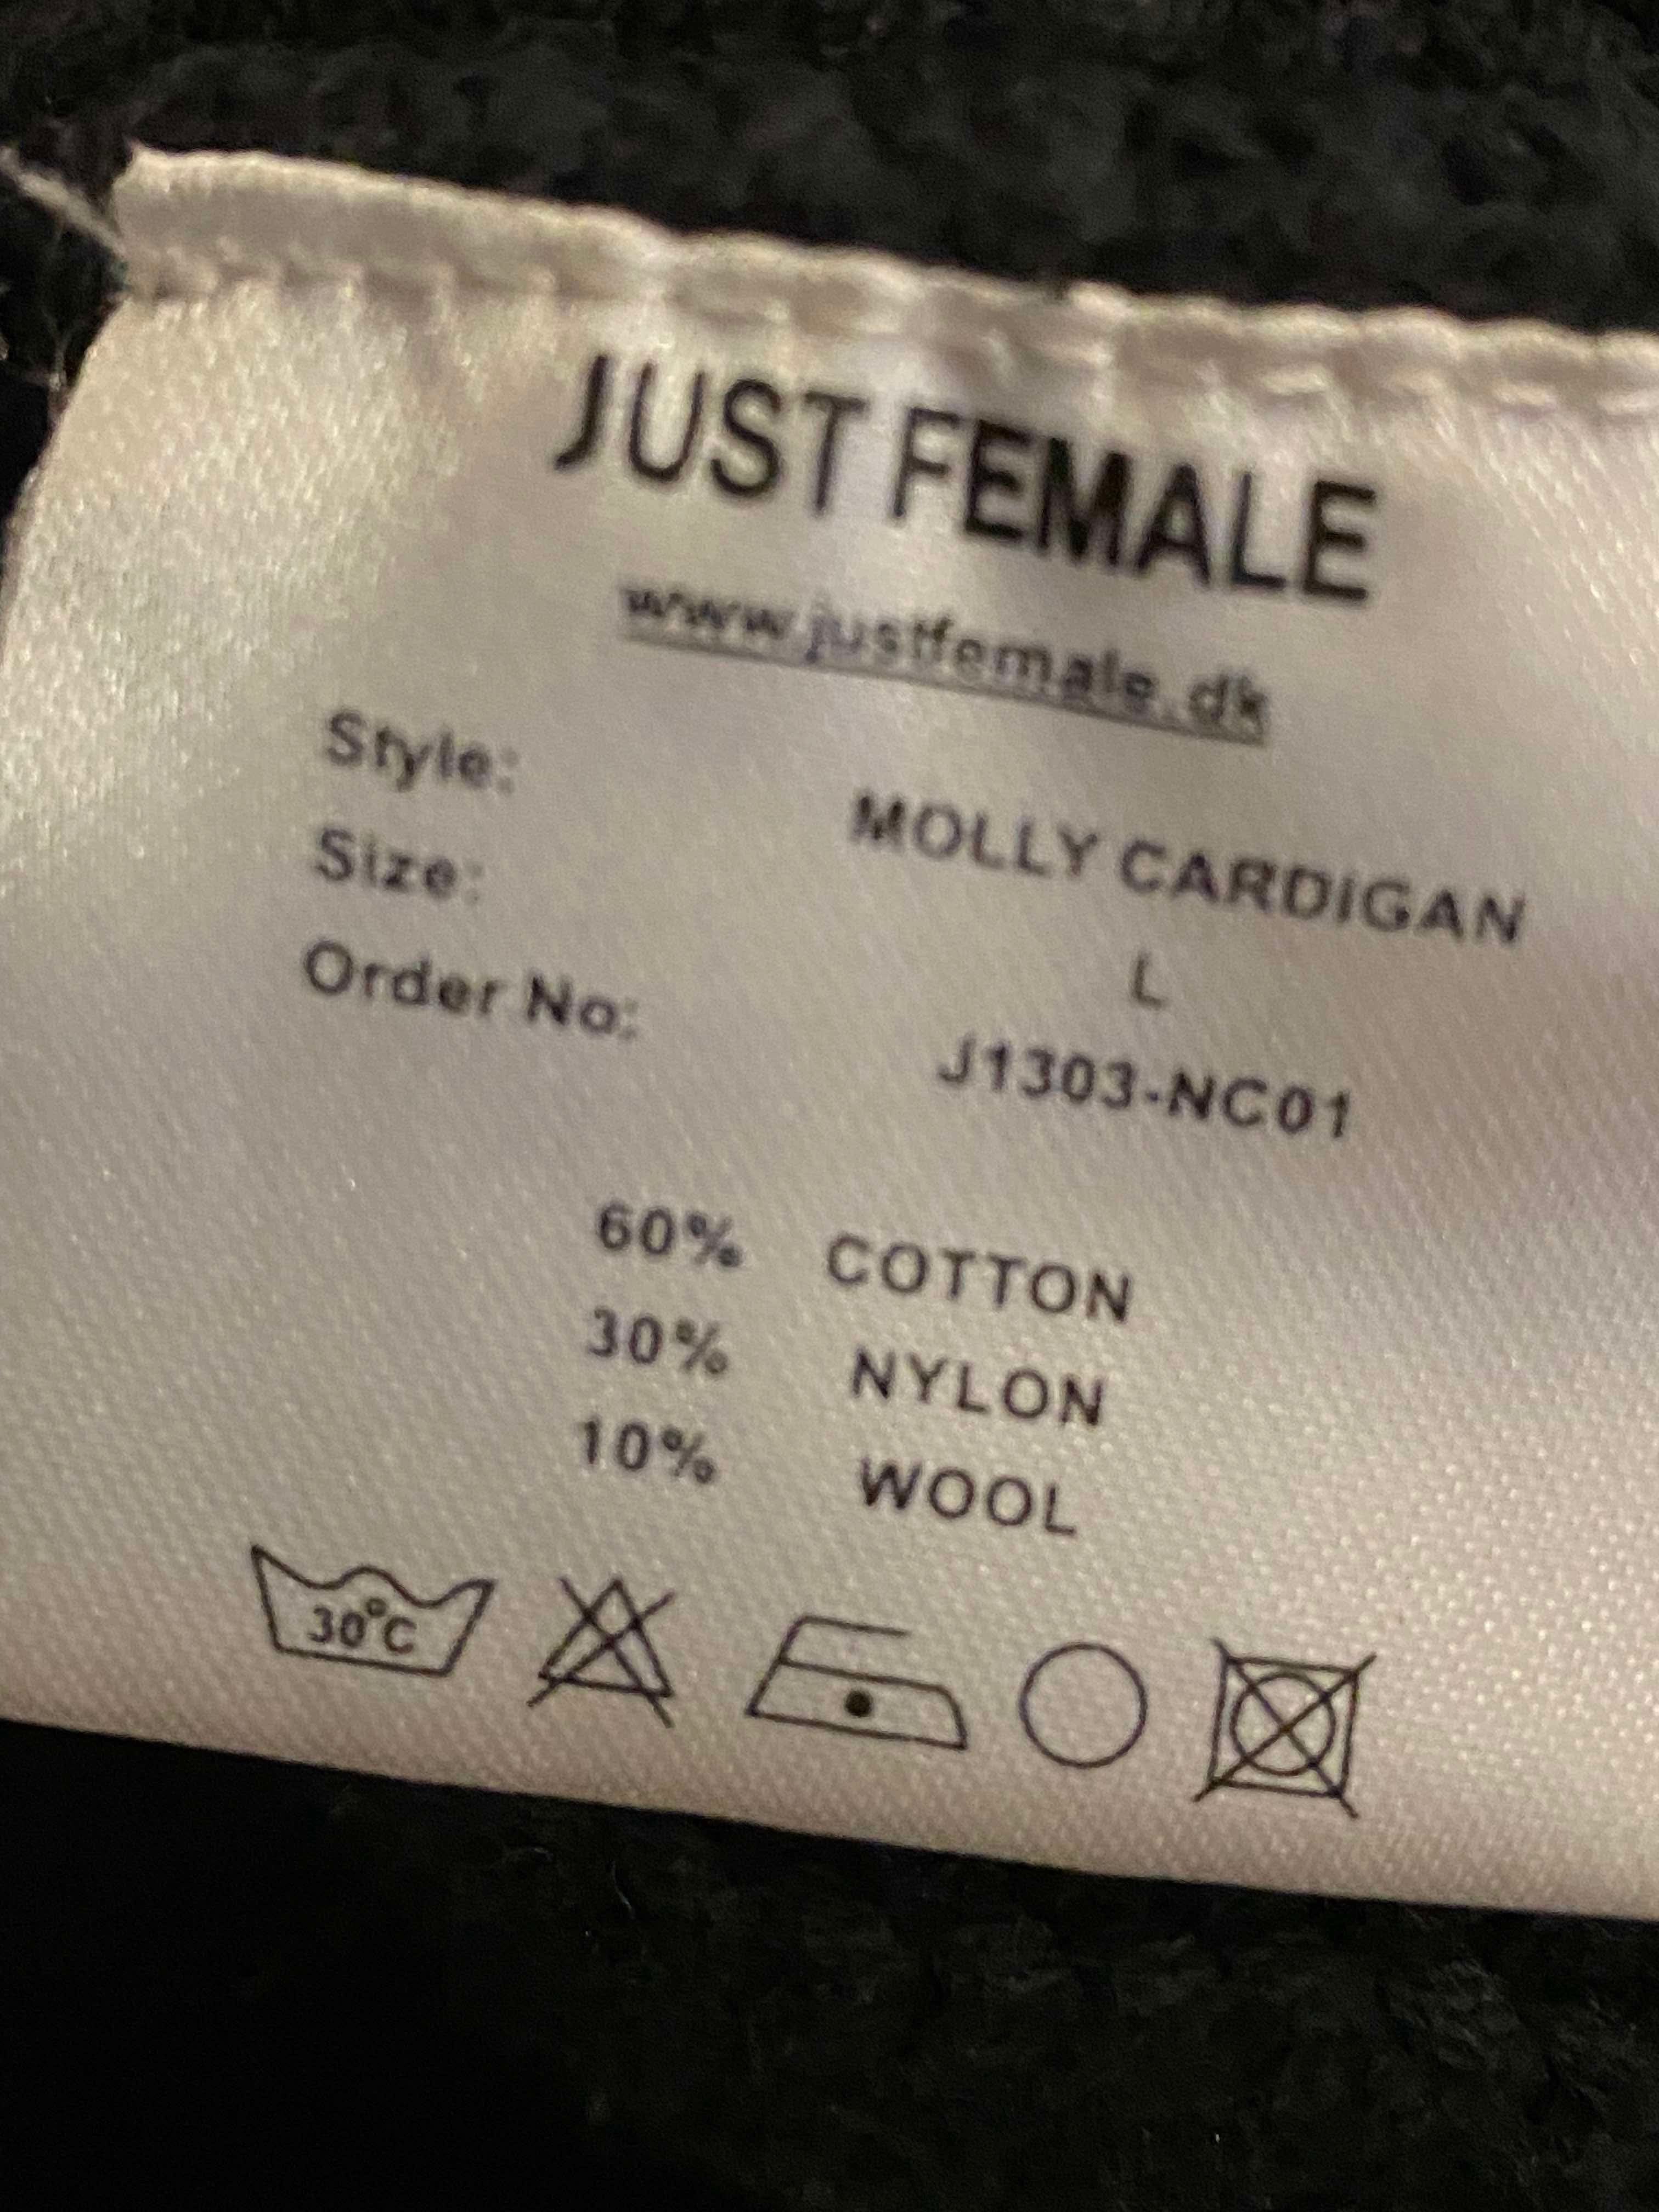 JUST FEMALE
www.justfemale.dk
Style: MOLLY CARDIGAN
Size: L
Order No: J1303-NC01
60% COTTON
30% NYLON
10% WOOL
30°C